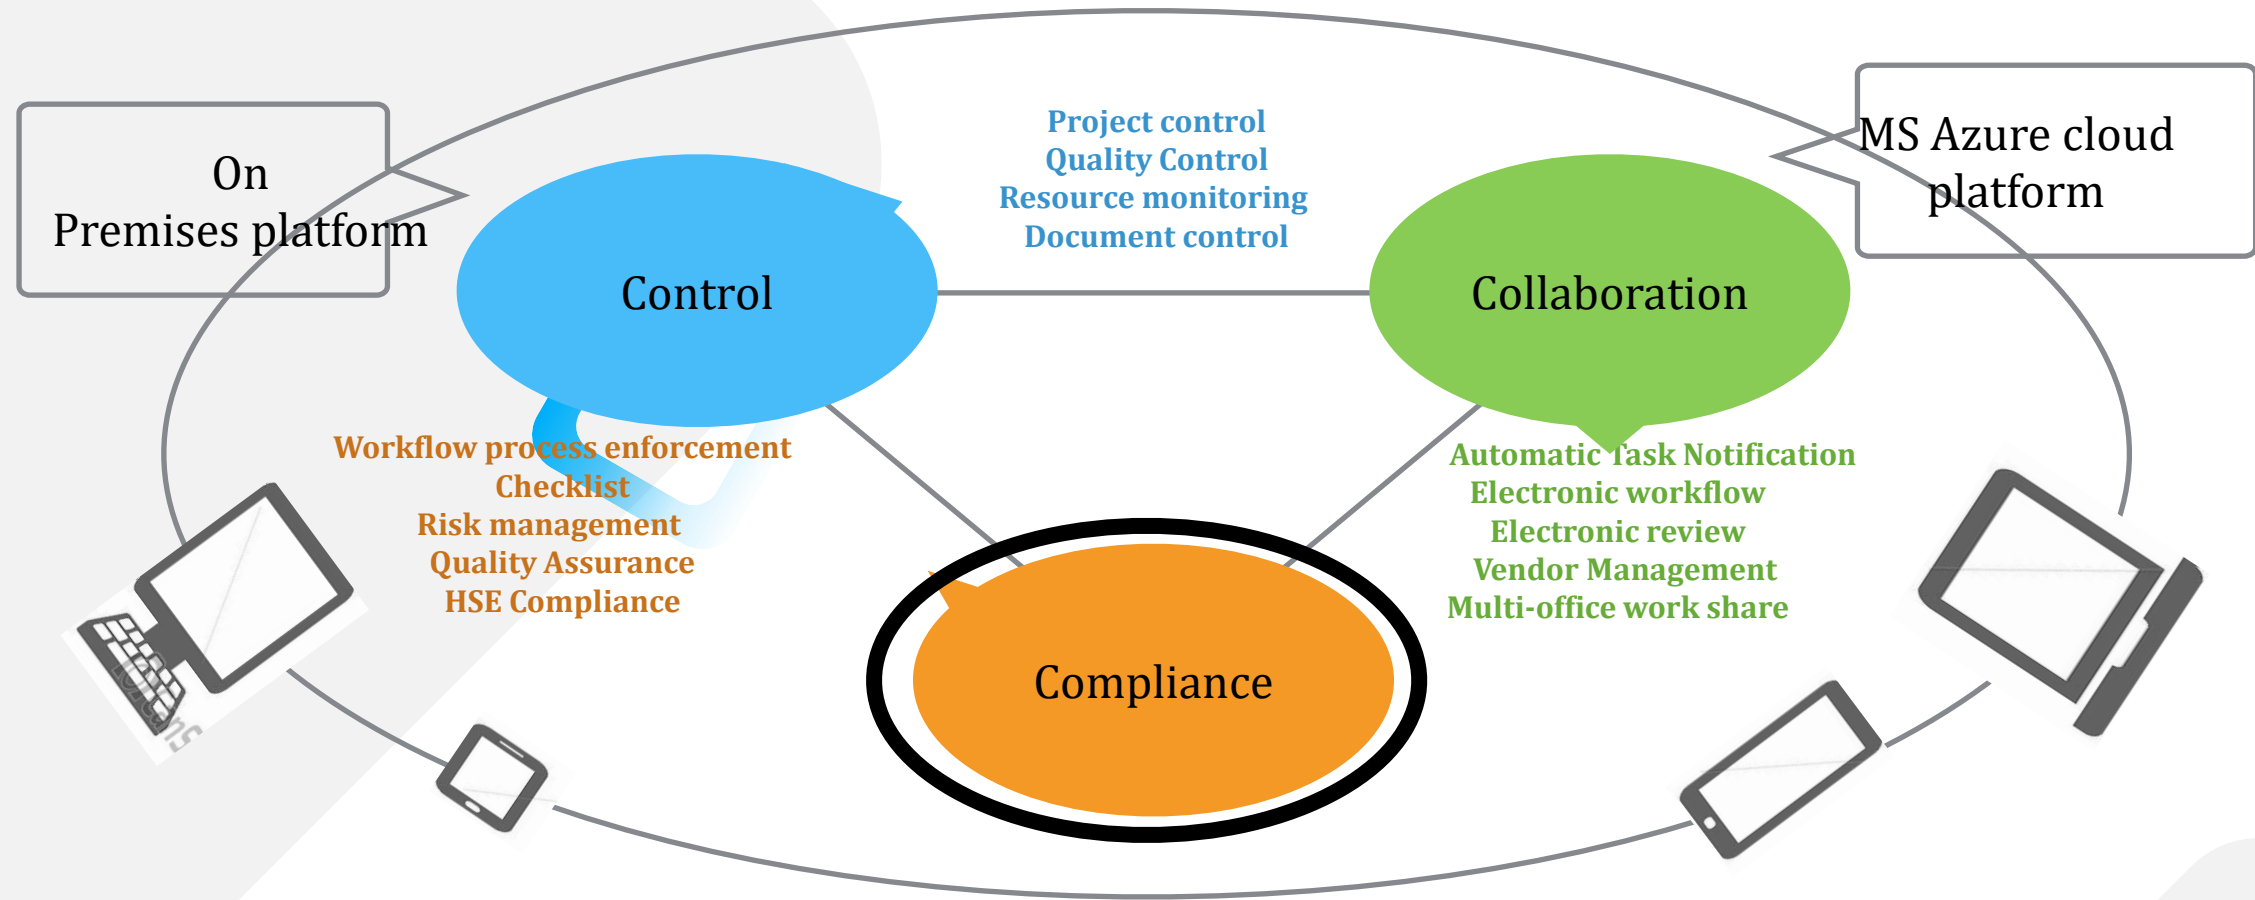 On
Premises platform
MS Azure cloud
platform
Project control
Quality Control
Resource monitoring
Document control
Control
Collaboration
Workflow process enforcement
Checklist
Risk management
Quality Assurance
HSE Compliance
Automatic Task Notification
Electronic workflow
Electronic review
Vendor Management
Multi-office work share
Compliance